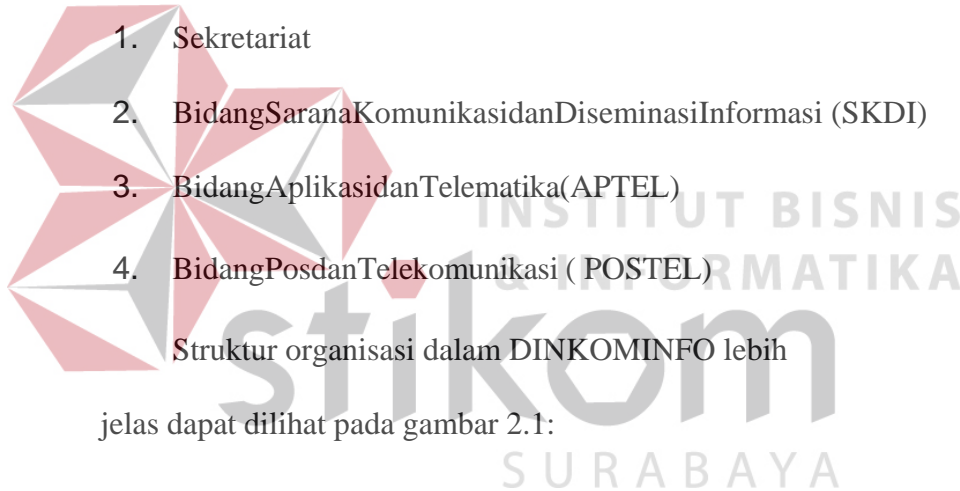 1. Sekretariat
2. BidangSaranaKomunikasidanDiseminasiInformasi (SKDI)
3. BidangAplikasidanTelematika(APTEL)
INSTITUT BISNIS
4. BidangPosdanTelekomunikasi ( POSTEL)
& INFORMATIKA
stikom
Struktur organisasi dalam DINKOMINFO lebih
jelas dapat dilihat pada gambar 2.1:
SURABAYA